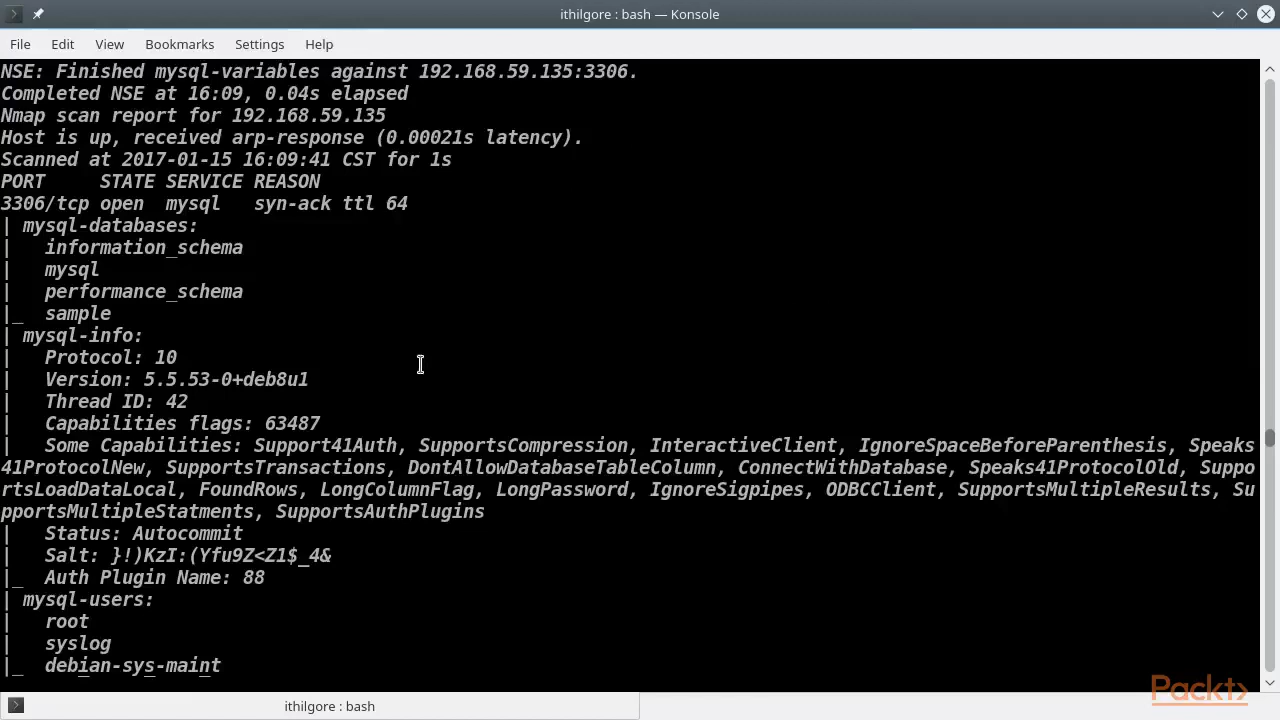 ithilgore : bash — Konsole
File Edit View Bookmarks Settings Help
NSE: Finished mysql-variables against 192.168.59.135:3306.
Completed NSE at 16:09, 0.04s elapsed
Nmap scan report for 192.168.59.135
Host is up, received arp-response (0.00021s latency).
Scanned at 2017-01-15 16:09:41 CST for 1s
PORT     STATE SERVICE REASON
3306/tcp open  mysql   syn-ack ttl 64
| mysql-databases:
|   information_schema
|   mysql
|   performance_schema
|_  sample
| mysql-info:
|   Protocol: 10
|   Version: 5.5.53-0+deb8u1
|   Thread ID: 42
|   Capabilities flags: 63487
|   Some Capabilities: Support41Auth, SupportsCompression, InteractiveClient, IgnoreSpaceBeforeParenthesis, Speaks
41ProtocolNew, SupportsTransactions, DontAllowDatabaseTableColumn, ConnectWithDatabase, Speaks41ProtocolOld, Suppo
rtsLoadDataLocal, FoundRows, LongColumnFlag, LongPassword, IgnoreSigpipes, ODBCClient, SupportsMultipleResults, Su
pportsMultipleStatments, SupportsAuthPlugins
|   Status: Autocommit
|   Salt: }!)KzI:(Yfu9Z<Z1$_4&
|_  Auth Plugin Name: 88
| mysql-users:
|   root
|   syslog
|_  debian-sys-maint
Packt>
ithilgore : bash